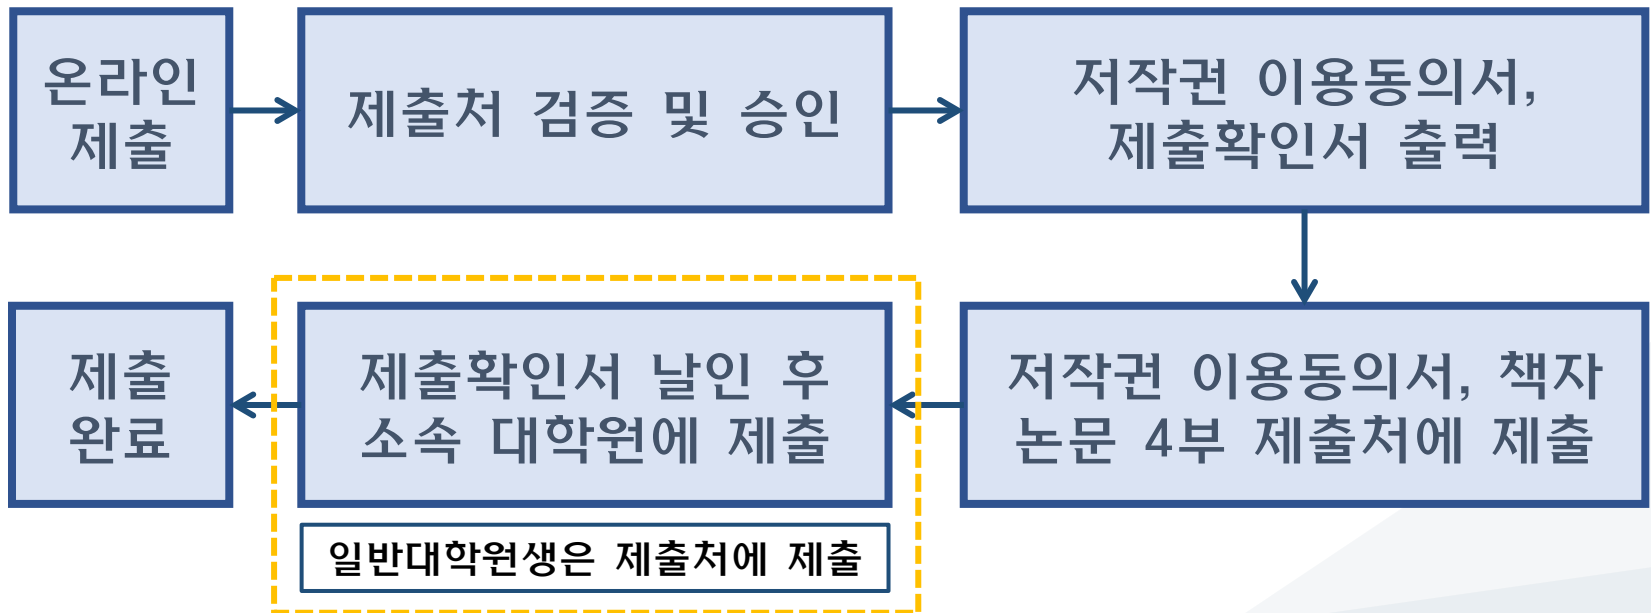 온라인
제출
제출처 검증 및 승인
저작권 이용동의서,
제출확인서 출력
저작권 이용동의서, 책자
논문 4부 제출처에 제출
제출확인서 날인 후
소속 대학원에 제출
일반대학원생은 제출처에 제출
제출
완료